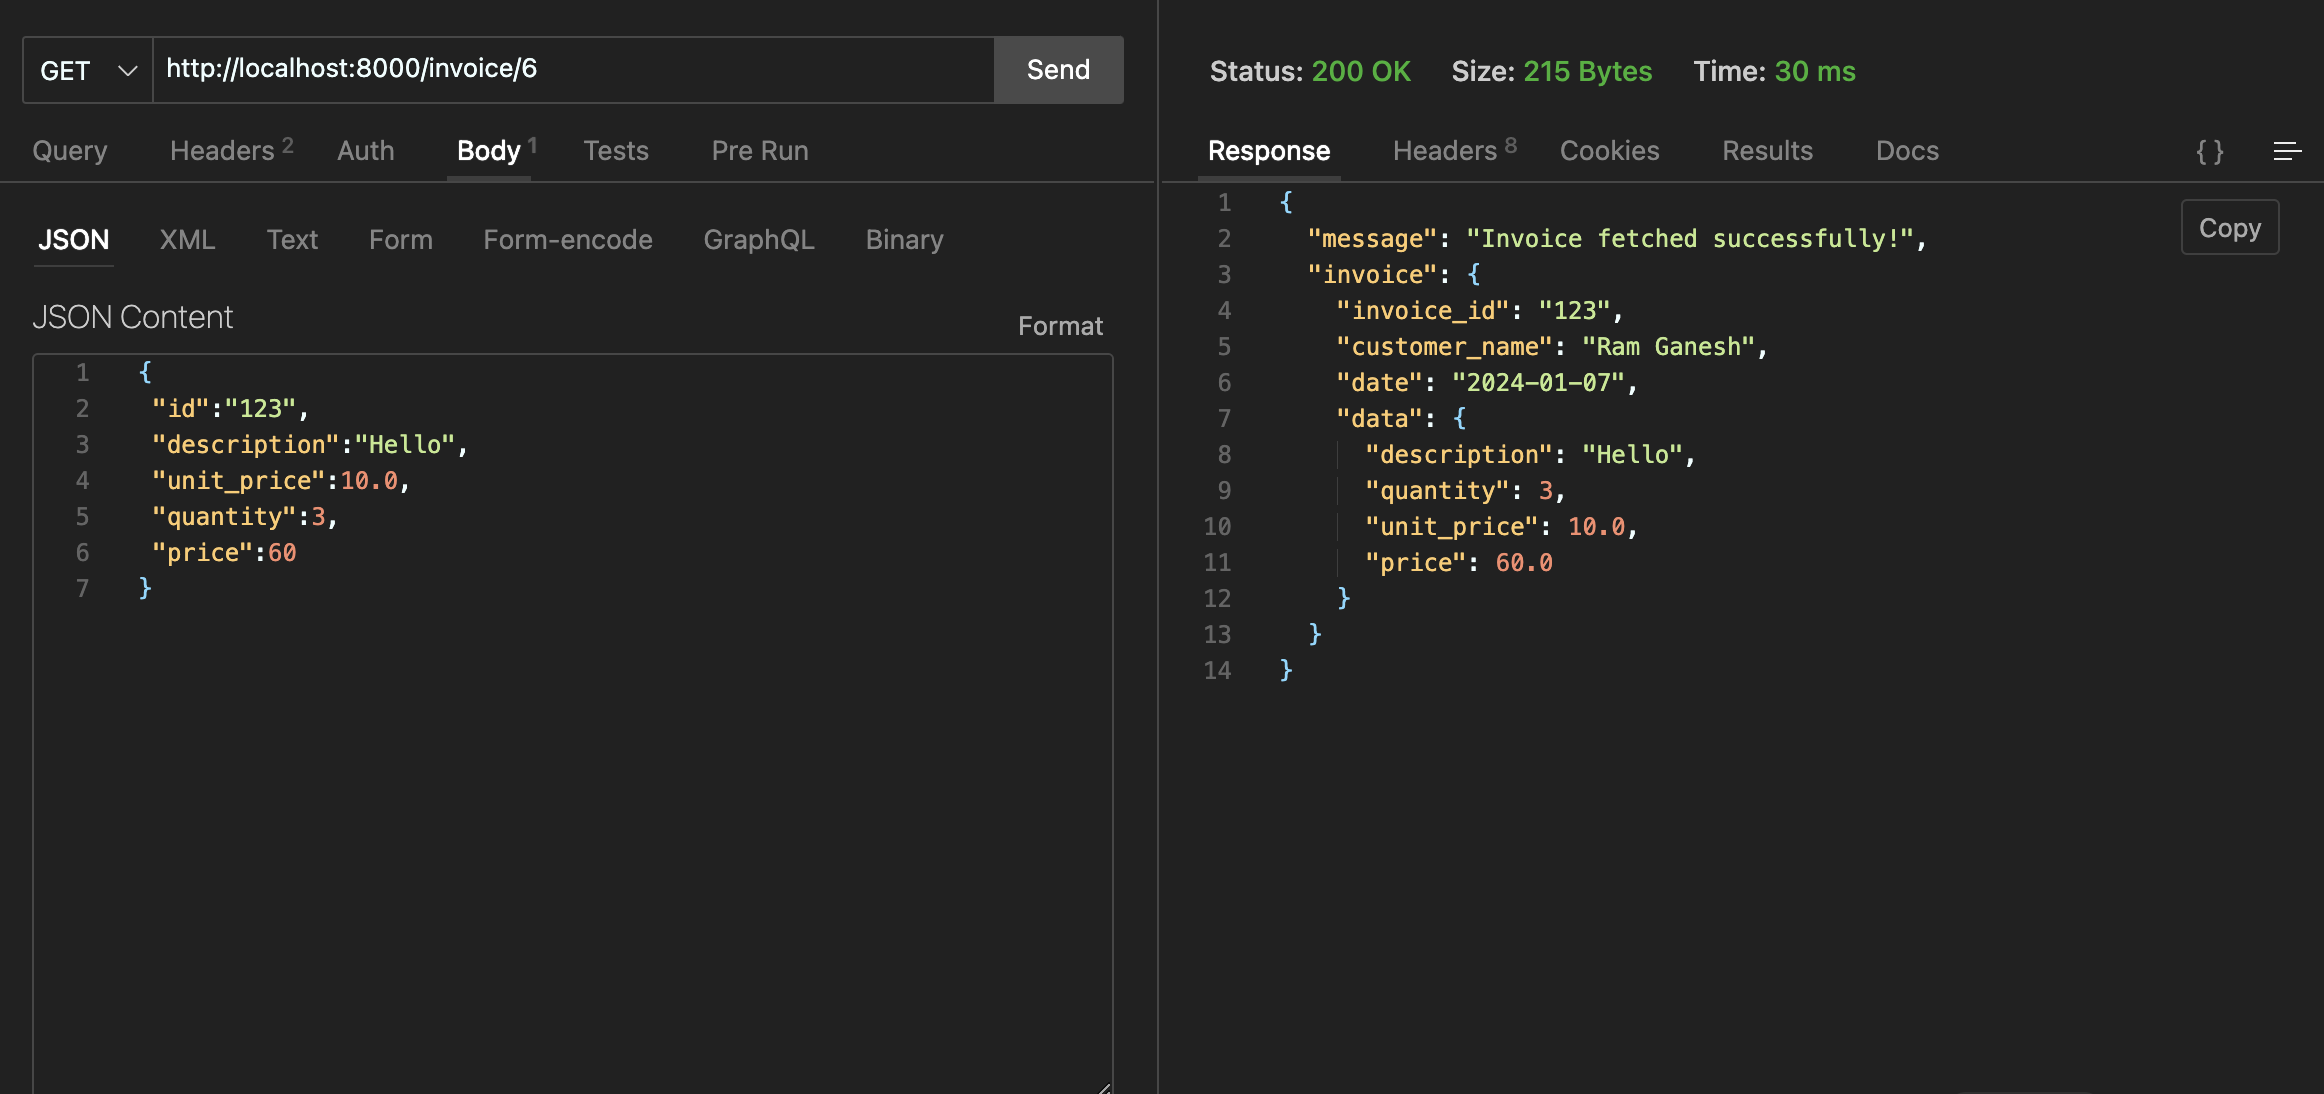 GET http://localhost:8000/invoice/6 Send
Query Headers 2 Auth Body 1 Tests Pre Run
JSON XML Text Form Form-encode GraphQL Binary
JSON Content
Format
1 {
2 "id":"123",
3 "description":"Hello",
4 "unit_price":10.0,
5 "quantity":3,
6 "price":60
7 }
Status: 200 OK Size: 215 Bytes Time: 30 ms
Response Headers 8 Cookies Results Docs { }
Copy
1 {
2 "message": "Invoice fetched successfully!",
3 "invoice": {
4 "invoice_id": "123",
5 "customer_name": "Ram Ganesh",
6 "date": "2024-01-07",
7 "data": {
8 "description": "Hello",
9 "quantity": 3,
10 "unit_price": 10.0,
11 "price": 60.0
12 }
13 }
14 }